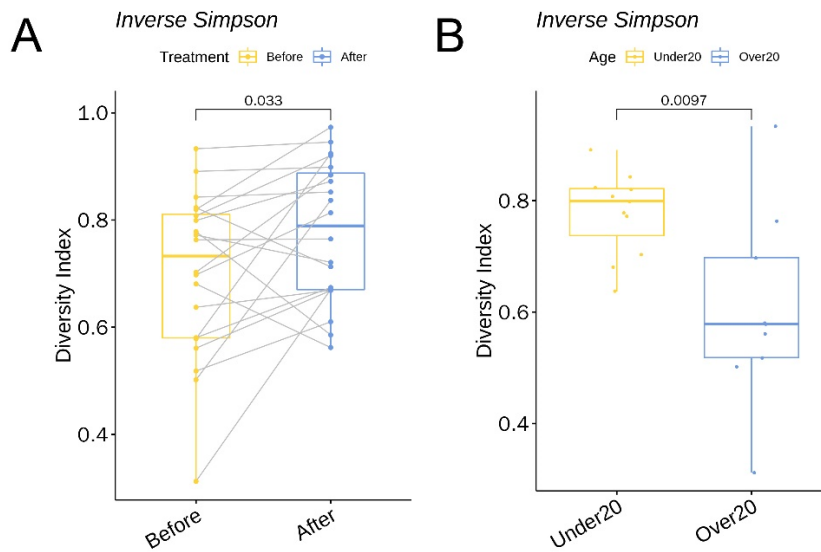 A
Inverse Simpson
Treatment Before After
0.033
1.0
0.8
0.6
0.4
Diversity Index
Before After
B
Inverse Simpson
Age Under20 Over20
0.0097
0.8
0.6
0.4
Diversity Index
Under20 Over20